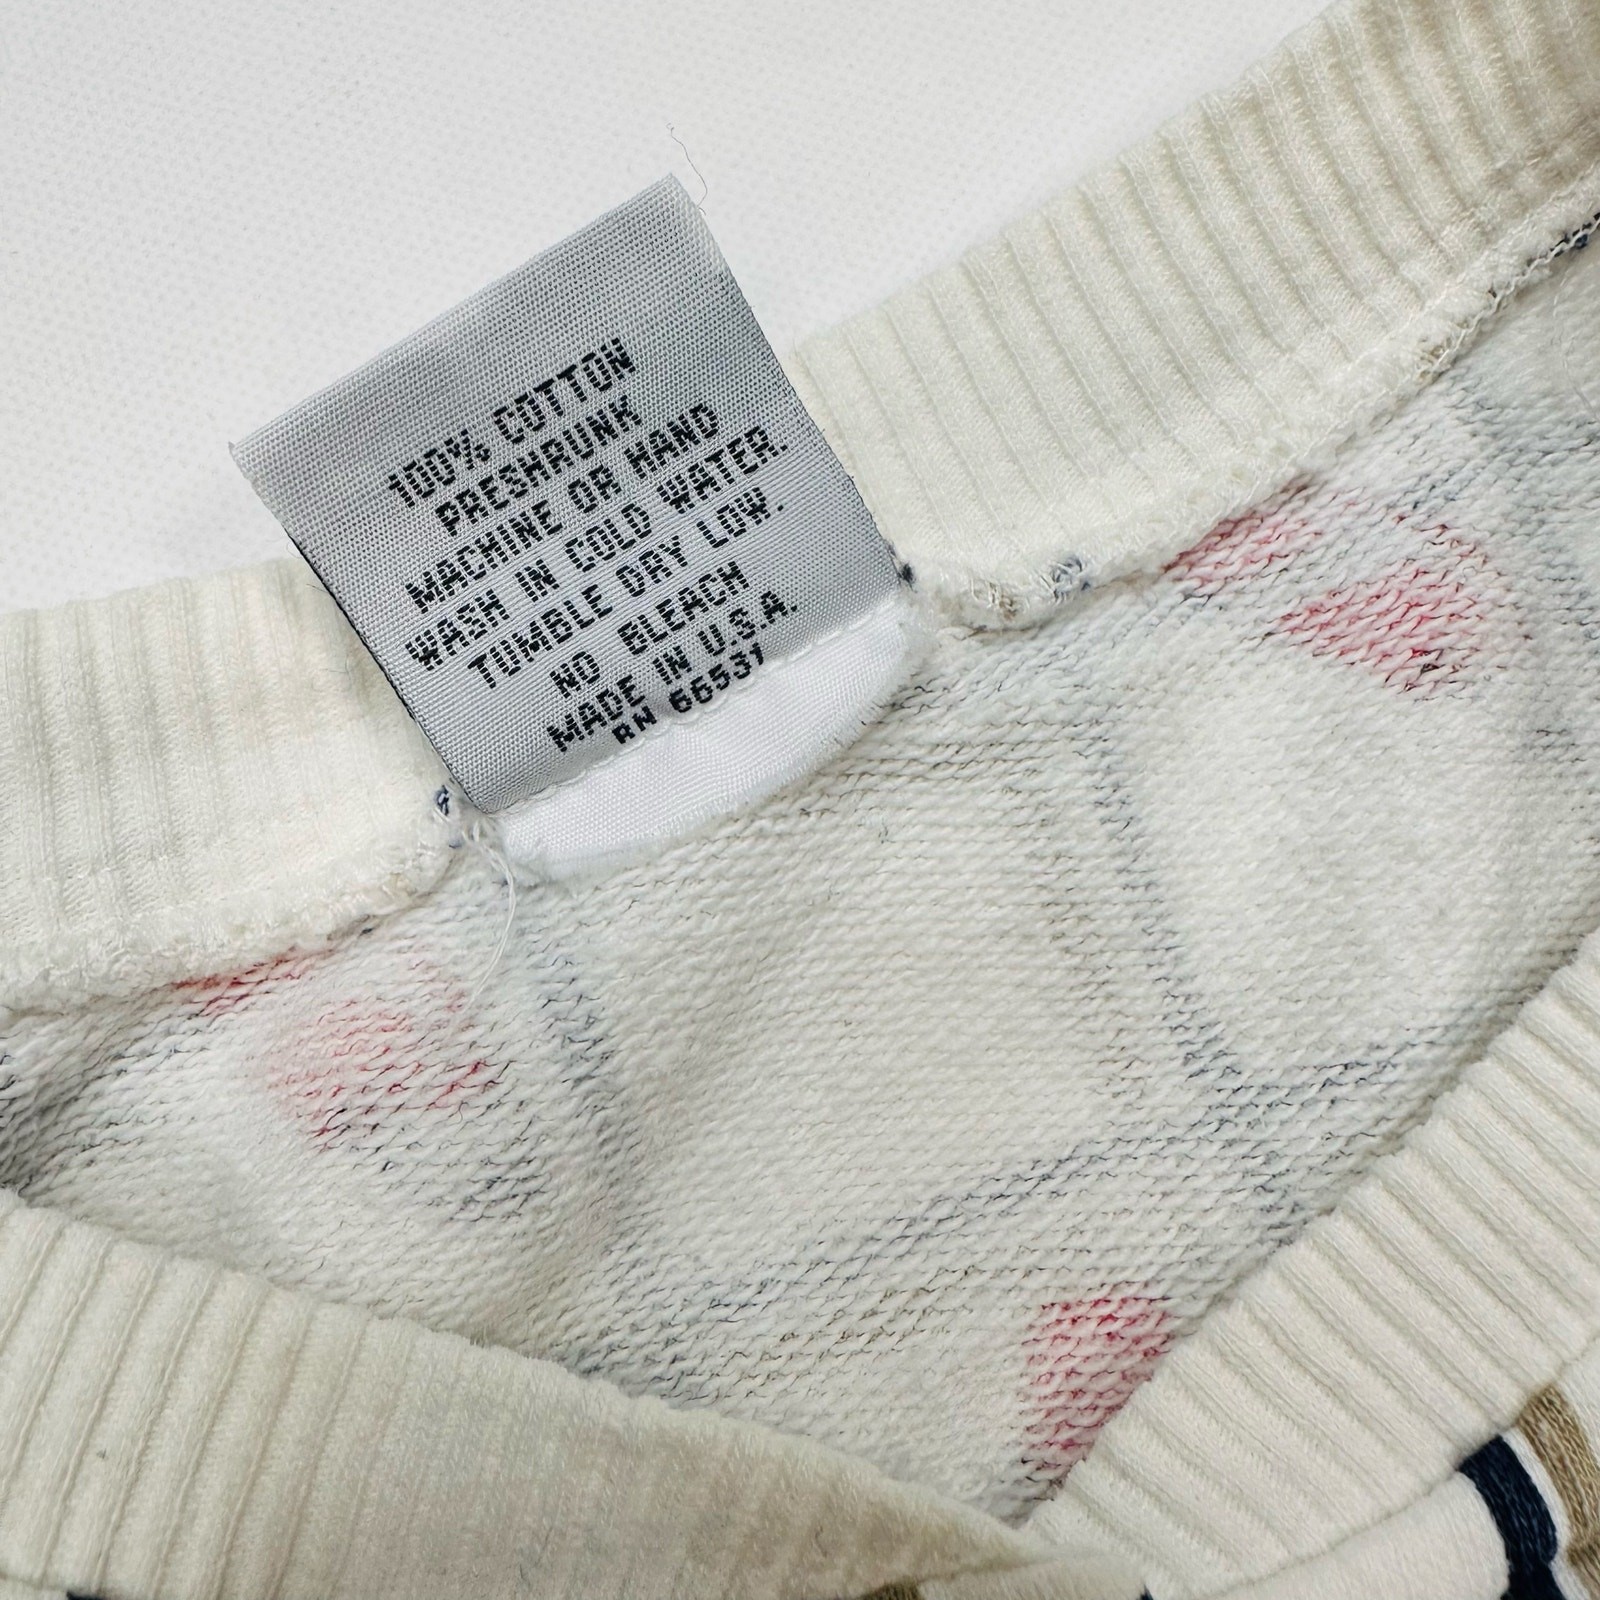 100% COTTON
PRESHRUNK
MACHINE OR HAND
WASH IN COLD WATER.
TUMBLE DRY LOW.
NO BLEACH
MADE IN U.S.A.
RN 66531